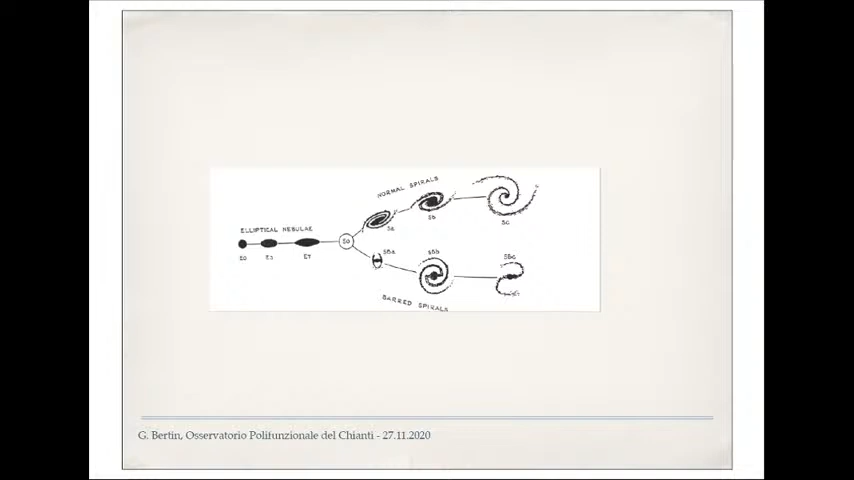 NORMAL SPIRALS
Sa
Sb
Sc
ELLIPTICAL NEBULAE
E0
E3
E7
S0
SBa
SBb
SBc
BARRED SPIRALS
G. Bertin, Osservatorio Polifunzionale del Chianti - 27.11.2020